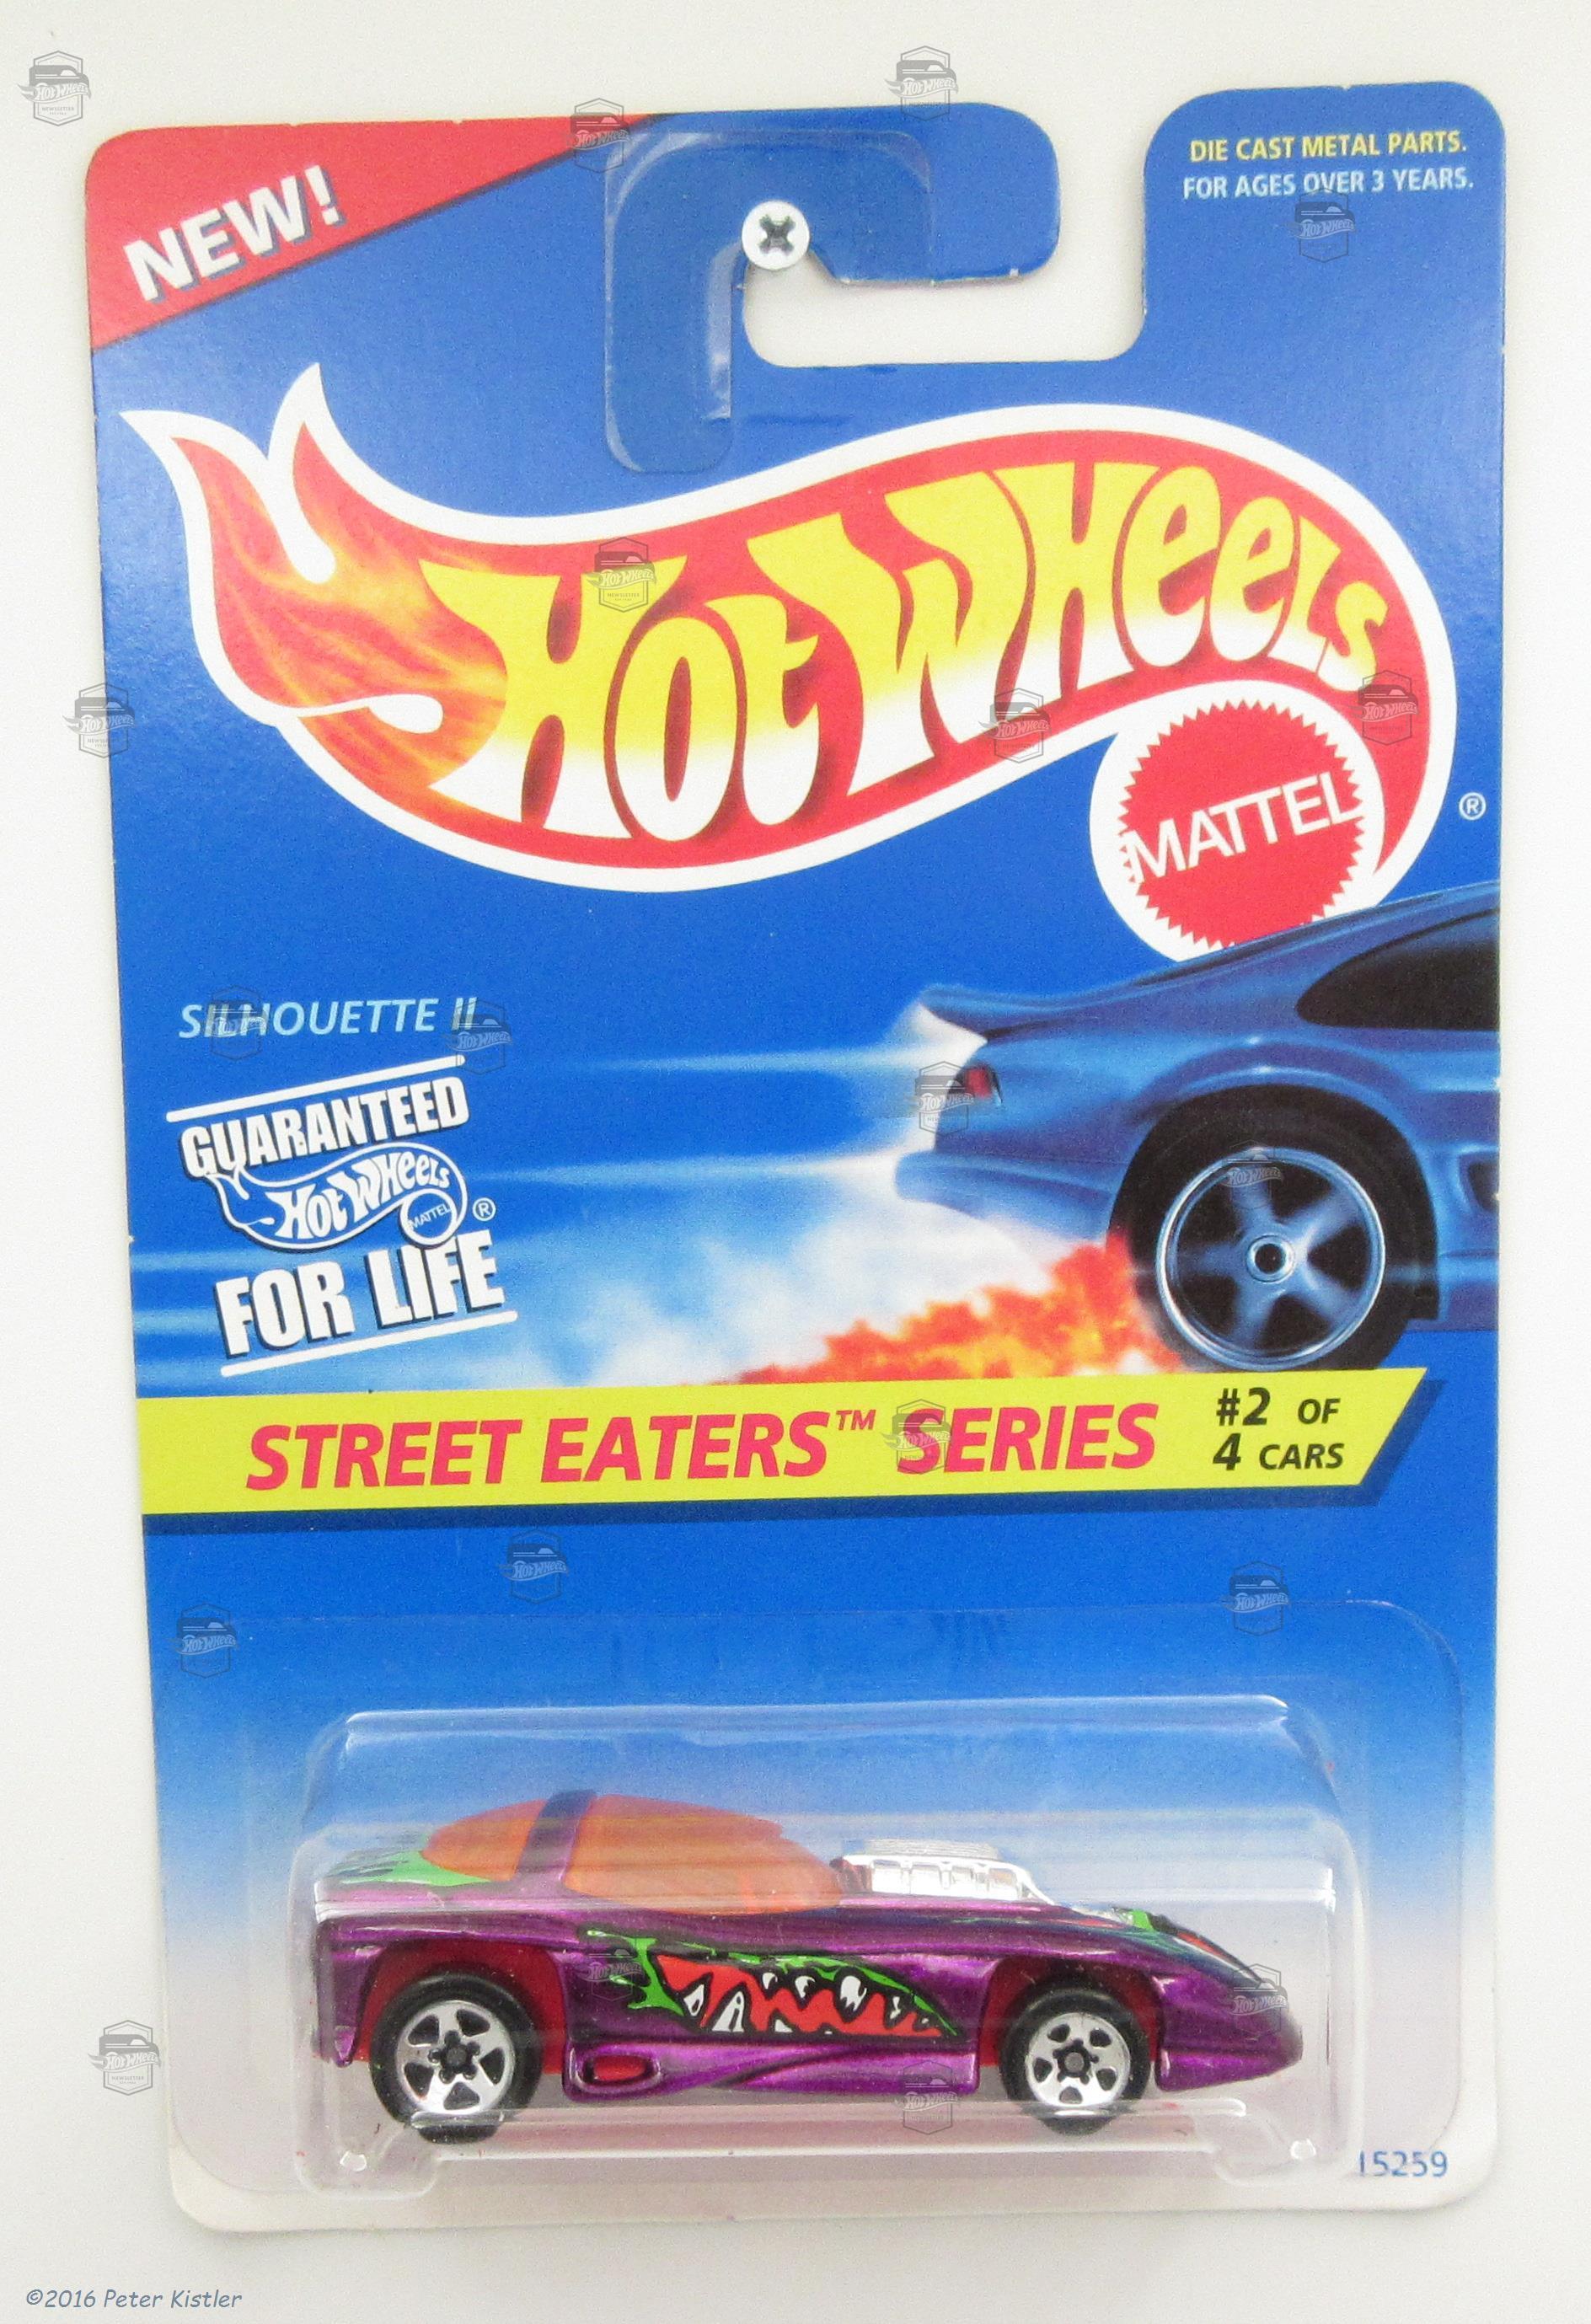 NEW!
DIE CAST METAL PARTS.
FOR AGES OVER 3 YEARS.
HOT WHEELS
MATTEL
®
SILHOUETTE II
GUARANTEED
HOT WHEELS
MATTEL ®
FOR LIFE
STREET EATERS™ SERIES
#2 OF
4 CARS
15259
©2016 Peter Kistler